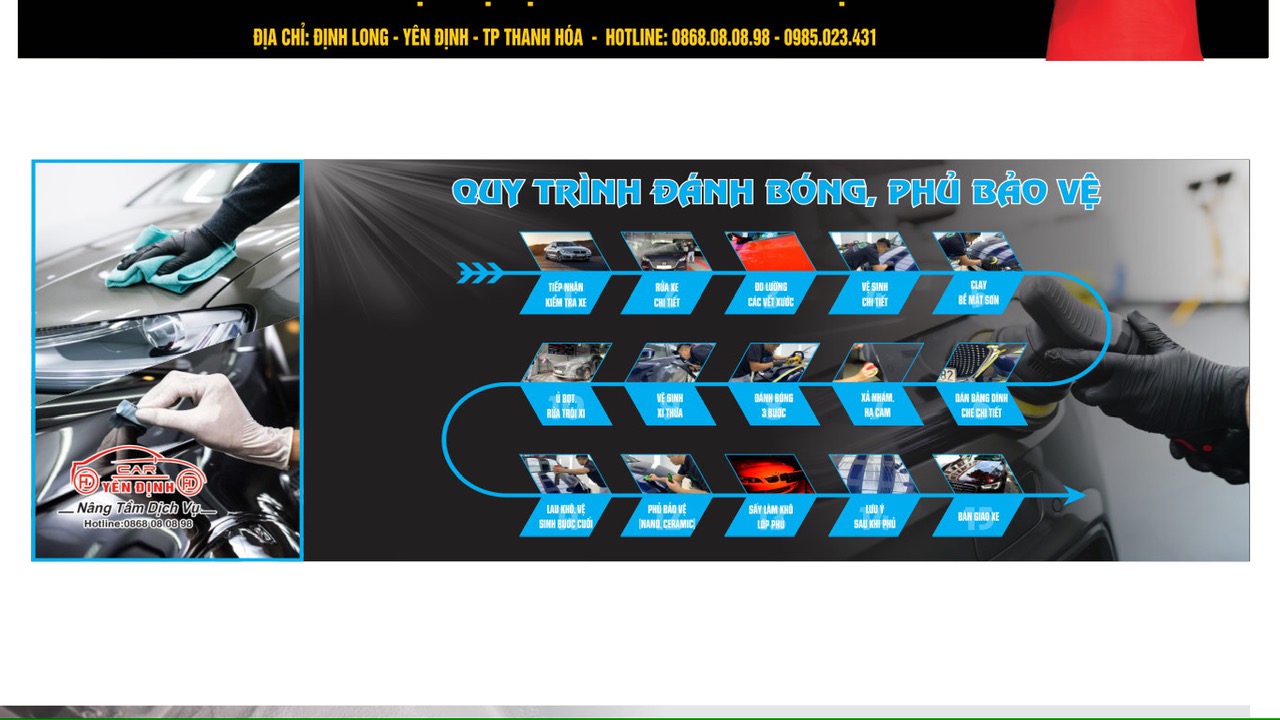 ĐỊA CHỈ: ĐỊNH LONG - YÊN ĐỊNH - TP THANH HÓA - HOTLINE: 0868.08.08.98 - 0985.023.431
QUY TRÌNH ĐÁNH BÓNG, PHỦ BẢO VỆ
TIẾP NHẬN
KIỂM TRA XE
RỬA XE
CHI TIẾT
ĐO LƯỜNG
CÁC VẾT XƯỚC
VỆ SINH
CHI TIẾT
CLAY
BỀ MẶT SƠN
Ủ BỌT,
RỬA TRÔI XI
VỆ SINH
XI THỪA
ĐÁNH BÓNG
3 BƯỚC
XẢ NHÁM,
HẠ CAM
DÁN BĂNG DÍNH
CHE CHI TIẾT
LAU KHÔ, VỆ
SINH BƯỚC CUỐI
PHỦ BẢO VỆ
(NANO, CERAMIC)
SẤY LÀM KHÔ
LỚP PHỦ
LƯU Ý
SAU KHI PHỦ
BÀN GIAO XE
15
CAR
YÊN ĐỊNH
Nâng Tầm Dịch Vụ
Hotline:0868 08 08 98